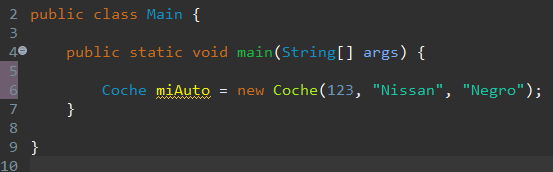 2 public class Main {
3
4 public static void main(String[] args) {
5
6 Coche miAuto = new Coche(123, "Nissan", "Negro");
7 }
8
9 }
10